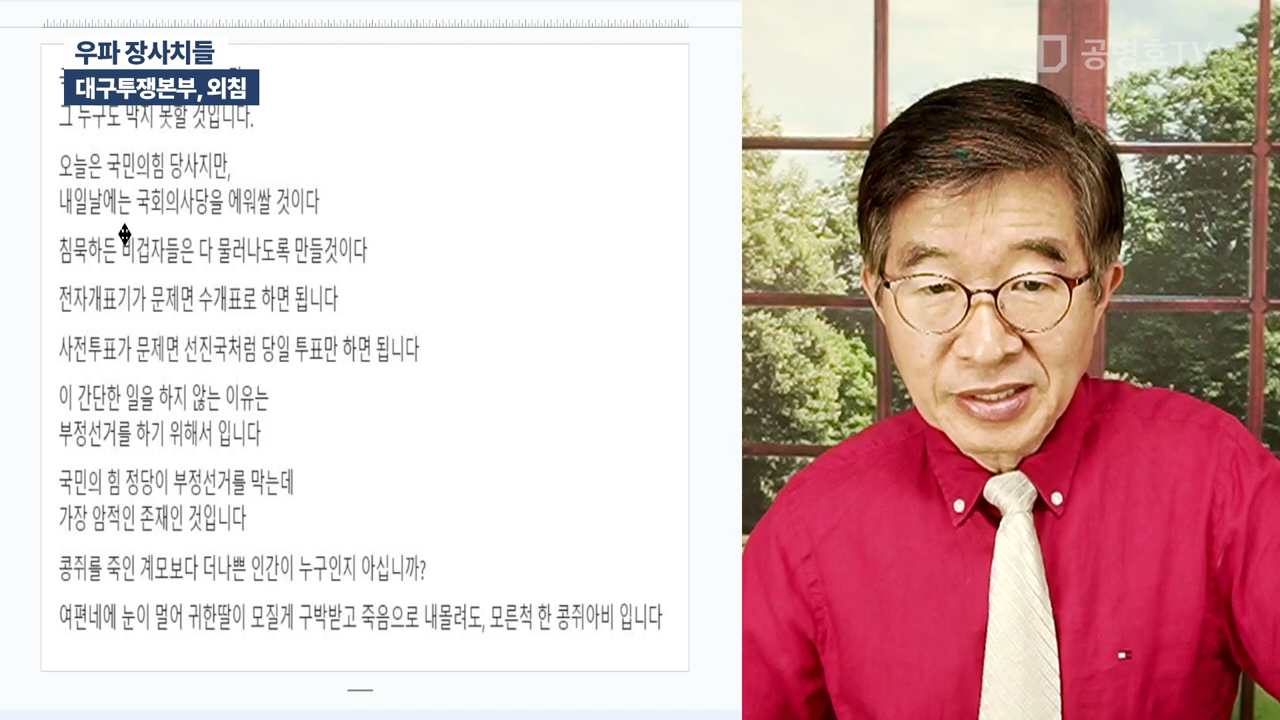 우파 장사치들
대구투쟁본부, 외침
그 누구도 막지 못할 것입니다.
오늘은 국민의힘 당사지만,
내일날에는 국회의사당을 에워쌀 것이다
침묵하든 비겁자들은 다 물러나도록 만들것이다
전자개표기가 문제면 수개표로 하면 됩니다
사전투표가 문제면 선진국처럼 당일 투표만 하면 됩니다
이 간단한 일을 하지 않는 이유는
부정선거를 하기 위해서 입니다
국민의 힘 정당이 부정선거를 막는데
가장 암적인 존재인 것입니다
콩쥐를 죽인 계모보다 더나쁜 인간이 누구인지 아십니까?
여편네에 눈이 멀어 귀한딸이 모질게 구박받고 죽음으로 내몰려도, 모른척 한 콩쥐아비 입니다
공병호TV